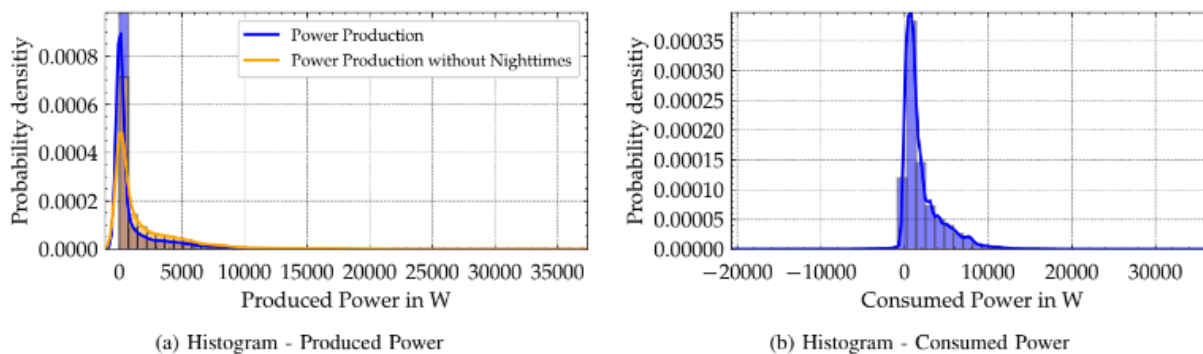 Power Production
Power Production without Nighttimes
Probability densitiy
0.0008
0.0006
0.0004
0.0002
0.0000
0 5000 10000 15000 20000 25000 30000 35000
Produced Power in W
(a) Histogram - Produced Power
Probability densitiy
0.00035
0.00030
0.00025
0.00020
0.00015
0.00010
0.00005
0.00000
−20000 −10000 0 10000 20000 30000
Consumed Power in W
(b) Histogram - Consumed Power